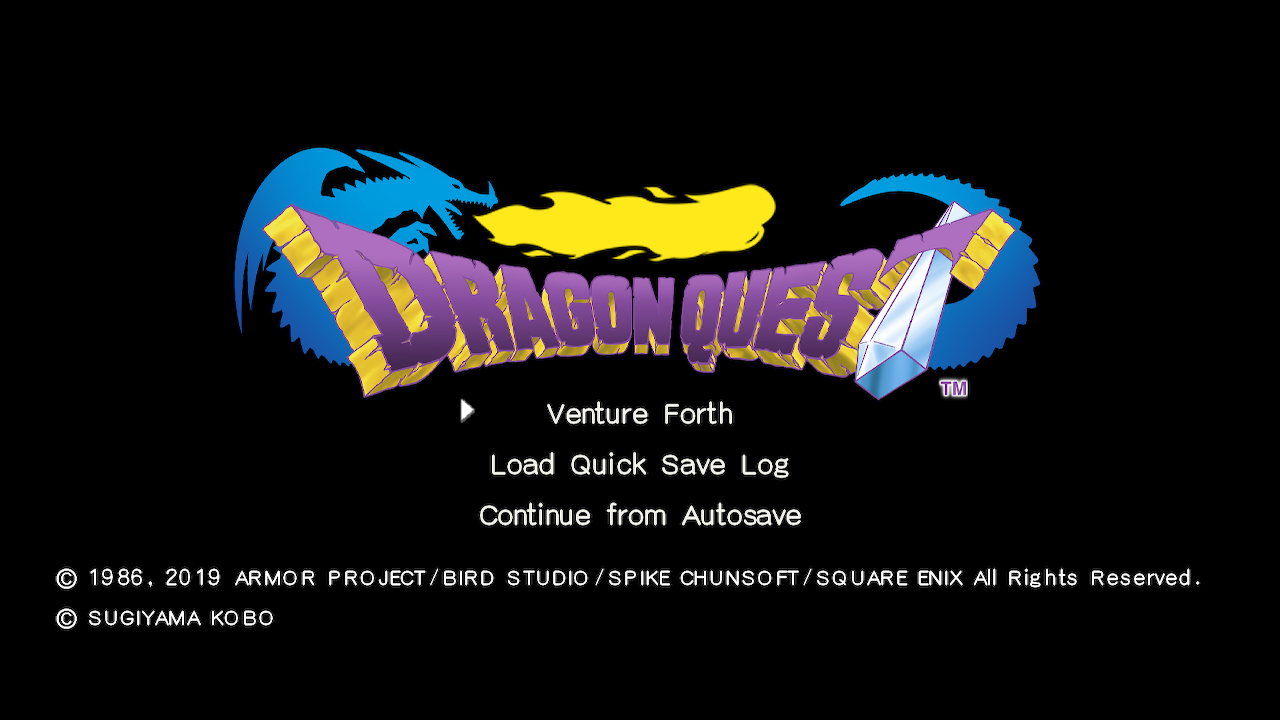 DRAGON QUEST
TM
Venture Forth
Load Quick Save Log
Continue from Autosave
© 1986, 2019 ARMOR PROJECT/BIRD STUDIO/SPIKE CHUNSOFT/SQUARE ENIX All Rights Reserved.
© SUGIYAMA KOBO